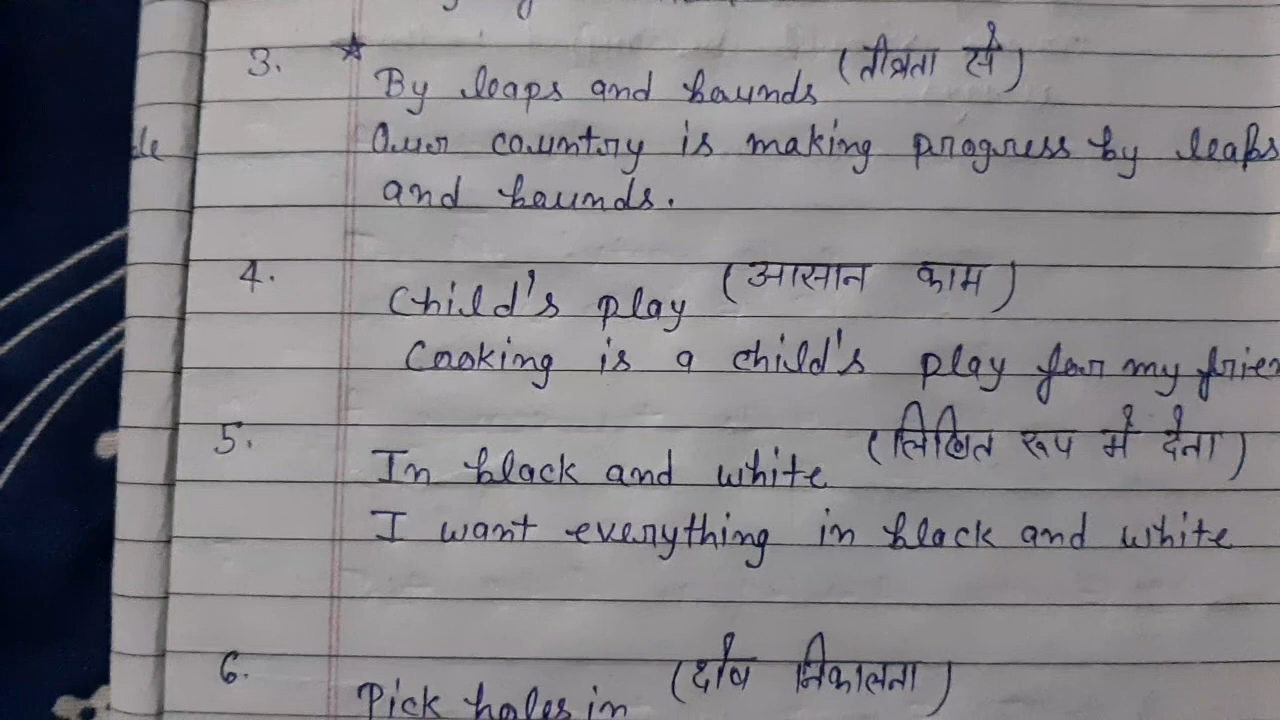 3. ★ By leaps and bounds (तीव्रता से)
Our country is making progress by leaps
and bounds.
4. Child's play (आसान काम)
Cooking is a child's play for my frien
5. In black and white (लिखित रूप में देना)
I want everything in black and white
6. Pick holes in (दोष निकालना)